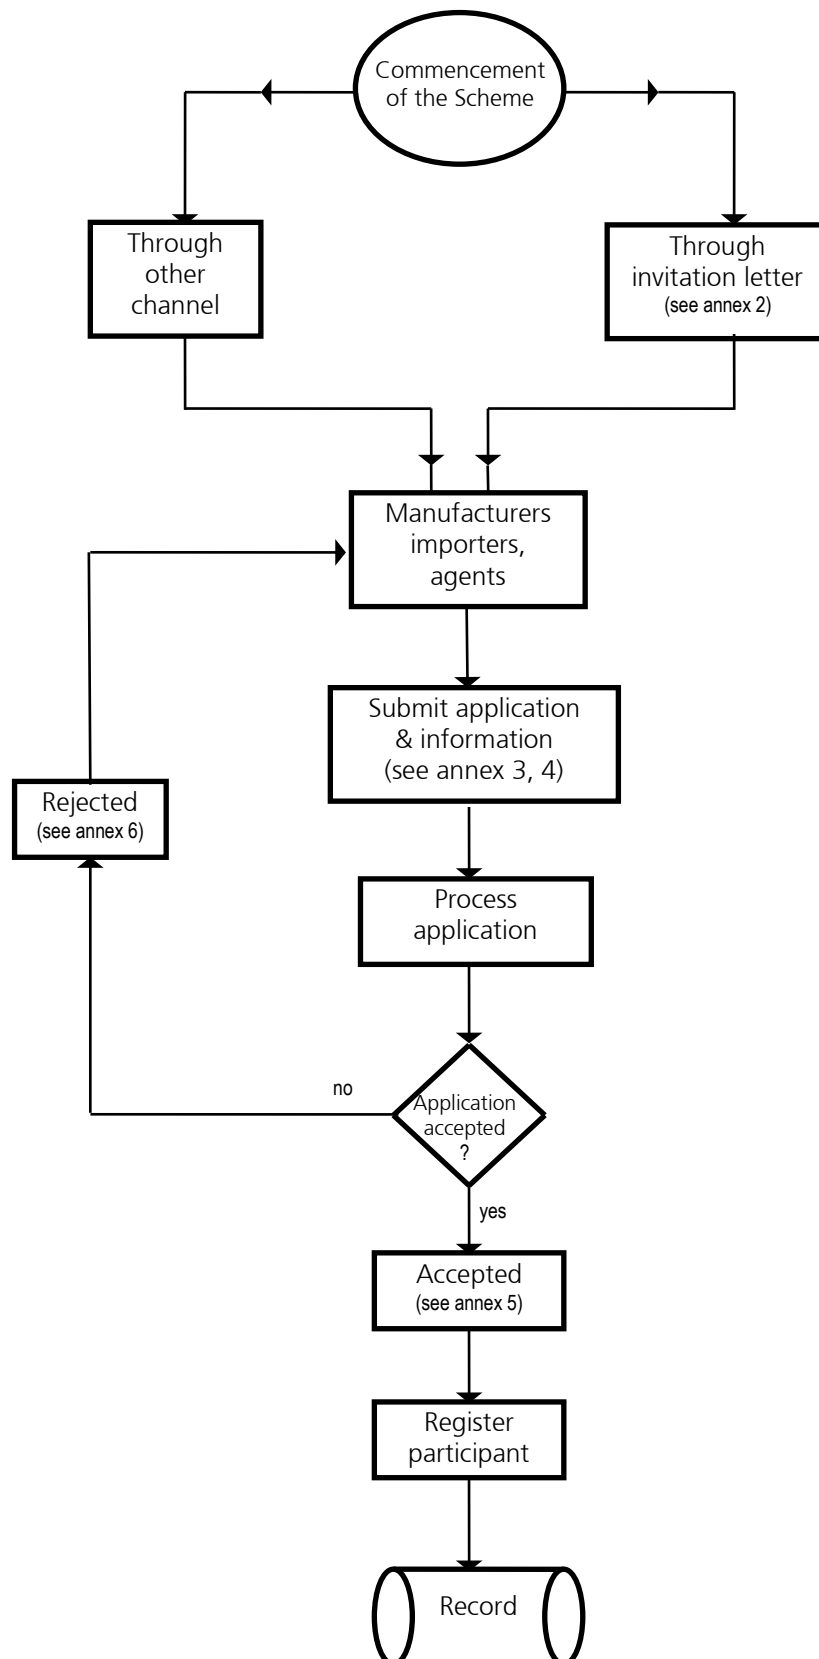 Commencement
of the Scheme
Through
other
channel
Through
invitation letter
(see annex 2)
Manufacturers
importers,
agents
Submit application
& information
(see annex 3, 4)
Rejected
(see annex 6)
Process
application
no
Application
accepted
?
yes
Accepted
(see annex 5)
Register
participant
Record